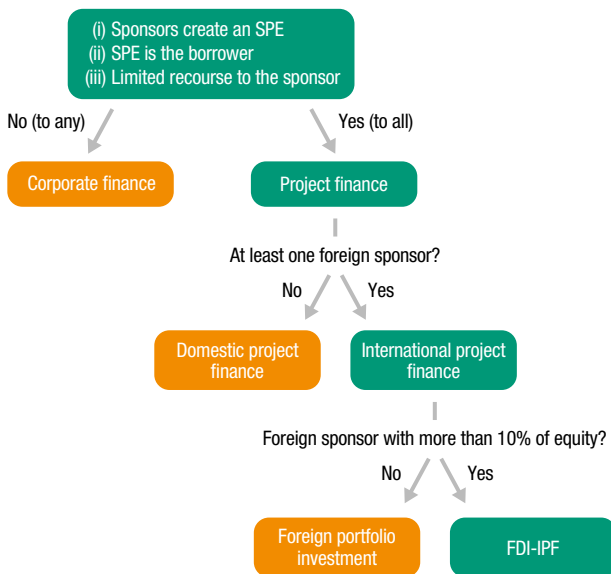 (i) Sponsors create an SPE
(ii) SPE is the borrower
(iii) Limited recourse to the sponsor
No (to any)
Yes (to all)
Corporate finance
Project finance
At least one foreign sponsor?
No
Yes
Domestic project
finance
International project
finance
Foreign sponsor with more than 10% of equity?
No
Yes
Foreign portfolio
investment
FDI-IPF